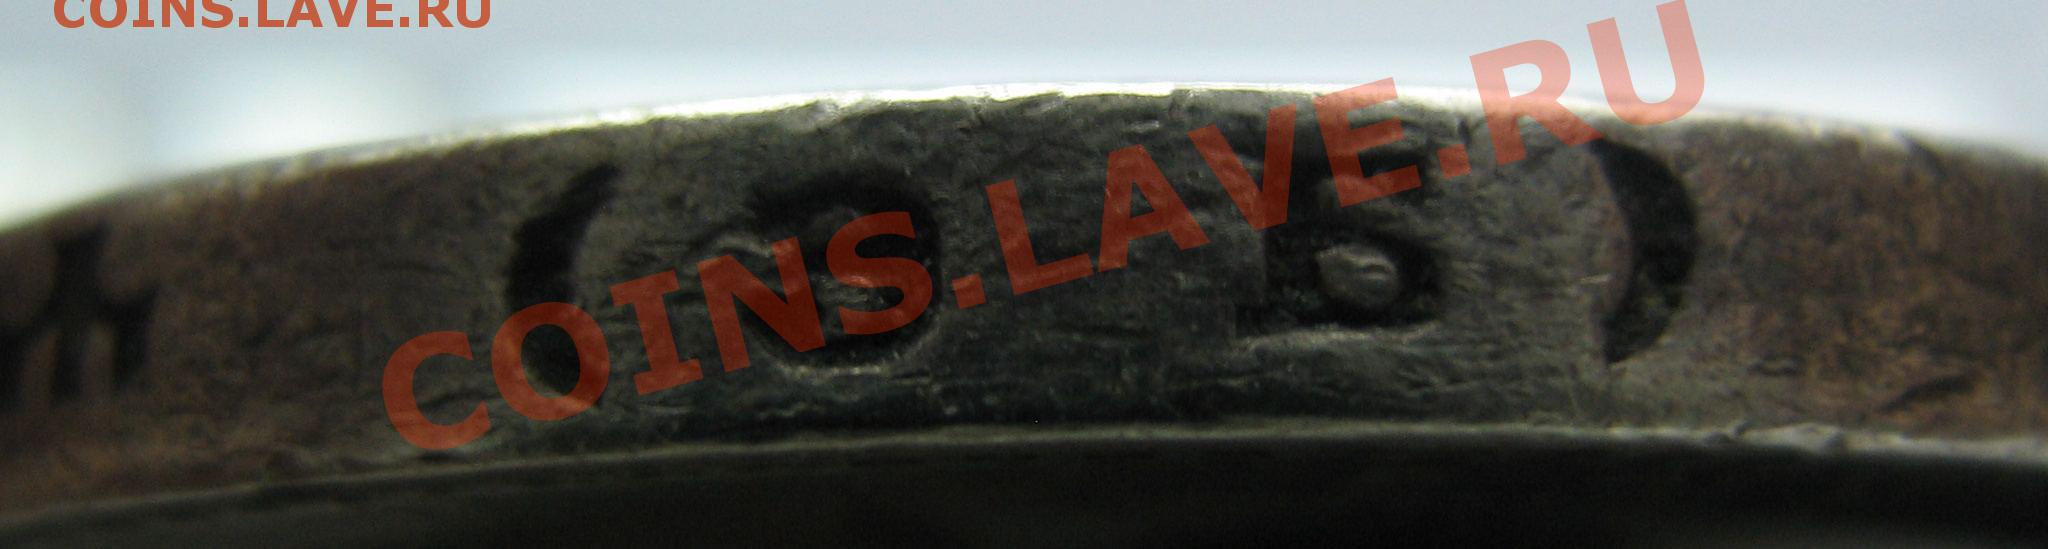 COINS.LAVE.RU
COINS.LAVE.RU
( Э Б )